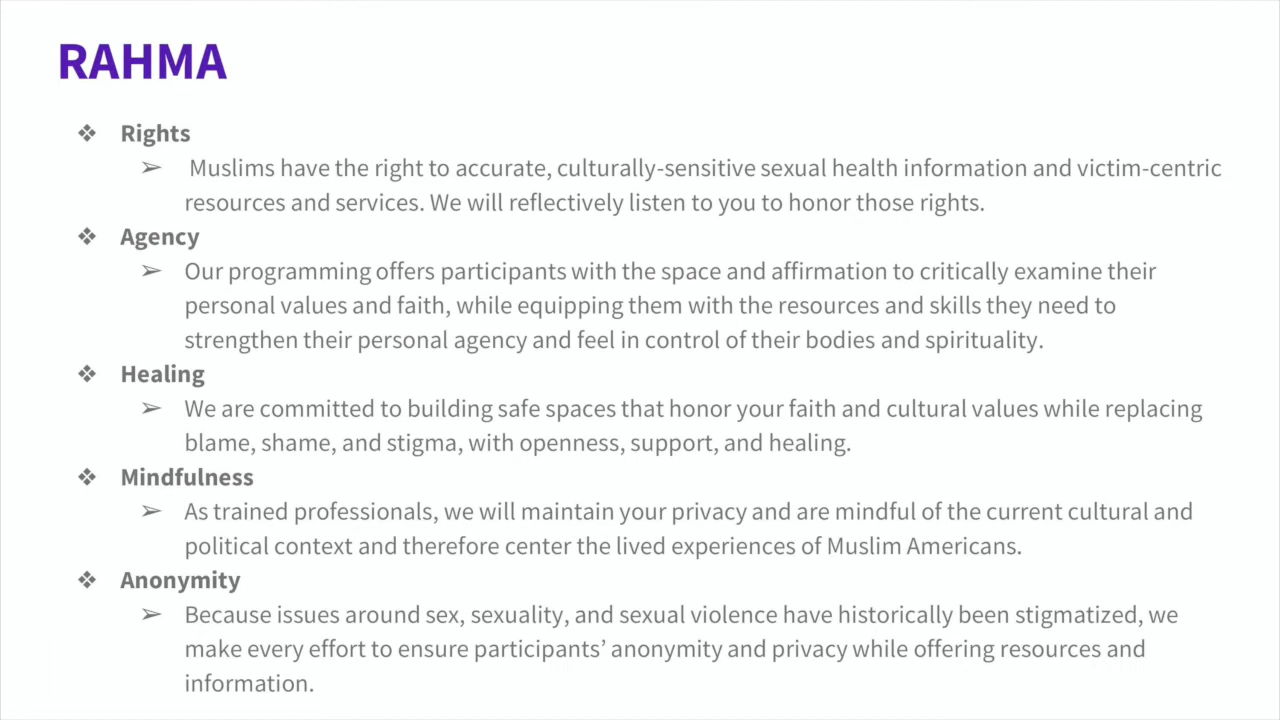 RAHMA
❖ Rights
➢ Muslims have the right to accurate, culturally-sensitive sexual health information and victim-centric
resources and services. We will reflectively listen to you to honor those rights.
❖ Agency
➢ Our programming offers participants with the space and affirmation to critically examine their
personal values and faith, while equipping them with the resources and skills they need to
strengthen their personal agency and feel in control of their bodies and spirituality.
❖ Healing
➢ We are committed to building safe spaces that honor your faith and cultural values while replacing
blame, shame, and stigma, with openness, support, and healing.
❖ Mindfulness
➢ As trained professionals, we will maintain your privacy and are mindful of the current cultural and
political context and therefore center the lived experiences of Muslim Americans.
❖ Anonymity
➢ Because issues around sex, sexuality, and sexual violence have historically been stigmatized, we
make every effort to ensure participants’ anonymity and privacy while offering resources and
information.